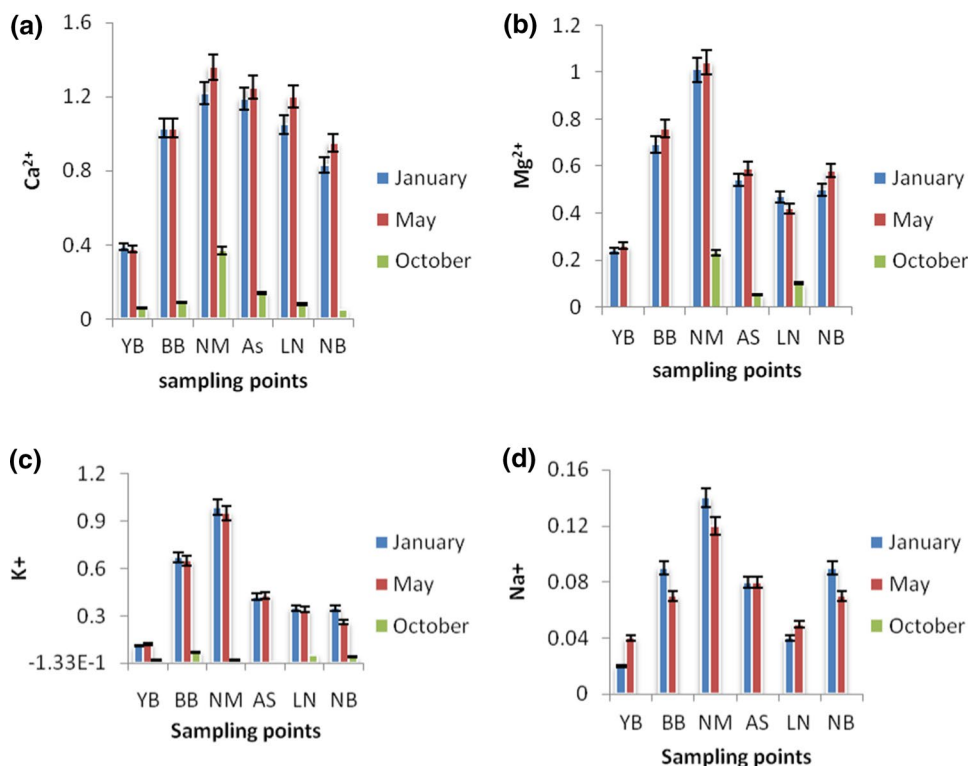 (a)
1.6
1.2
0.8
0.4
0
Ca²⁺
YB BB NM As LN NB
sampling points
January
May
October
(b)
1.2
1
0.8
0.6
0.4
0.2
0
Mg²⁺
YB BB NM AS LN NB
sampling points
January
May
October
(c)
1.2
0.9
0.6
0.3
-1.33E-1
K+
YB BB NM AS LN NB
Sampling points
January
May
October
(d)
0.16
0.12
0.08
0.04
0
Na+
YB BB NM AS LN NB
Sampling points
January
May
October